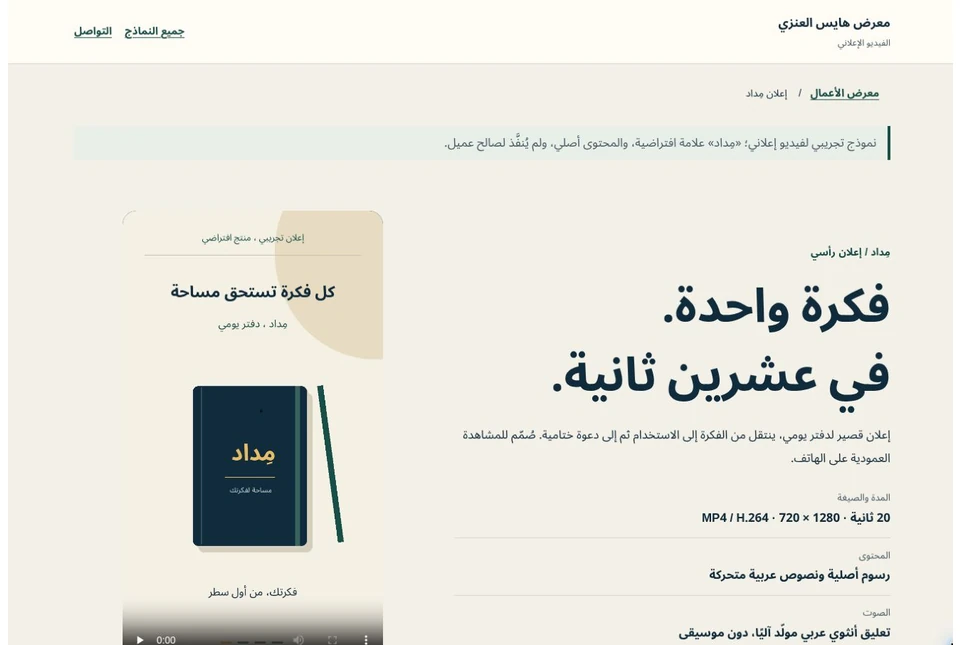 معرض هايس العنزي
الفيديو الإعلاني
جميع النماذج
التواصل
معرض الأعمال / إعلان مِداد
نموذج تجريبي لفيديو إعلاني؛ «مِداد» علامة افتراضية، والمحتوى أصلي، ولم يُنفَّذ لصالح عميل.
مِداد / إعلان رأسي
فكرة واحدة.
في عشرين ثانية.
إعلان قصير لدفتر يومي، ينتقل من الفكرة إلى الاستخدام ثم إلى دعوة ختامية. صُمّم للمشاهدة
العمودية على الهاتف.
المدة والصيغة
20 ثانية · MP4 / H.264 · 720 × 1280
المحتوى
رسوم أصلية ونصوص عربية متحركة
الصوت
تعليق أنثوي عربي مولّد آليًا، دون موسيقى
إعلان تجريبي ، منتج افتراضي
كل فكرة تستحق مساحة
مِداد ، دفتر يومي
مِداد
مساحة لفكرتك
فكرتك، من أول سطر
0:00